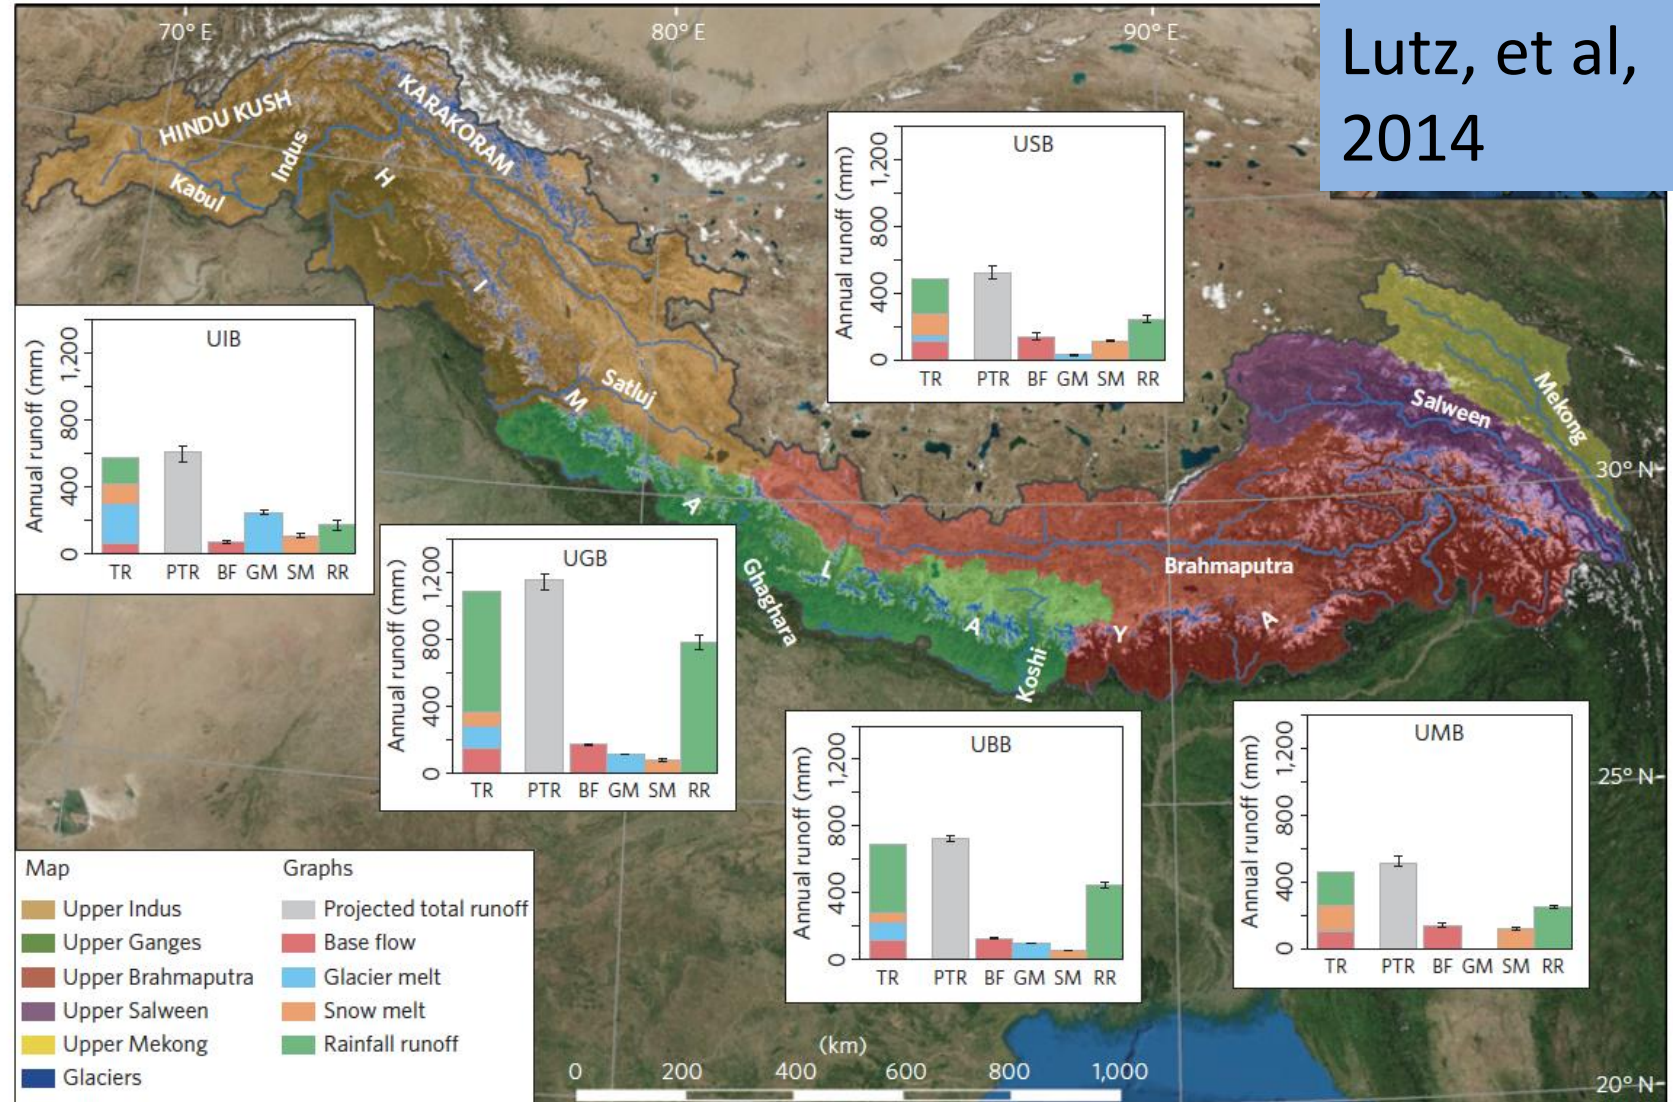 70° E
80° E
90° E
Lutz, et al,
2014
HINDU KUSH
KARAKORAM
Indus
Kabul
H
I
M
A
L
A
Y
A
Satluj
Ghaghara
Koshi
Brahmaputra
Salween
Mekong
30° N
25° N
20° N
USB
Annual runoff (mm)
1,200
800
400
0
TR PTR BF GM SM RR
UIB
Annual runoff (mm)
1,200
800
400
0
TR PTR BF GM SM RR
UGB
Annual runoff (mm)
1,200
800
400
0
TR PTR BF GM SM RR
UBB
Annual runoff (mm)
1,200
800
400
0
TR PTR BF GM SM RR
UMB
Annual runoff (mm)
1,200
800
400
0
TR PTR BF GM SM RR
Map
Upper Indus
Upper Ganges
Upper Brahmaputra
Upper Salween
Upper Mekong
Glaciers
Graphs
Projected total runoff
Base flow
Glacier melt
Snow melt
Rainfall runoff
(km)
0 200 400 600 800 1,000